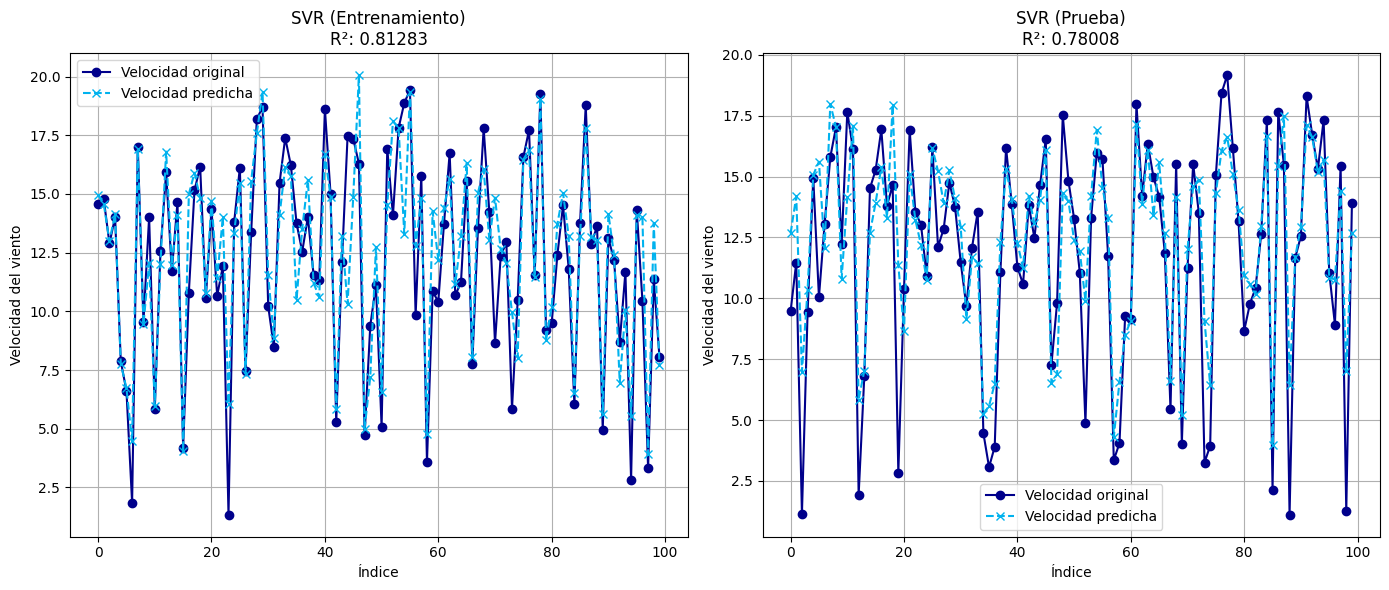 SVR (Entrenamiento)
R²: 0.81283
Velocidad original
Velocidad predicha
20.0
17.5
15.0
12.5
10.0
7.5
5.0
2.5
Velocidad del viento
0
20
40
60
80
100
Índice
SVR (Prueba)
R²: 0.78008
20.0
17.5
15.0
12.5
10.0
7.5
5.0
2.5
Velocidad del viento
Velocidad original
Velocidad predicha
0
20
40
60
80
100
Índice